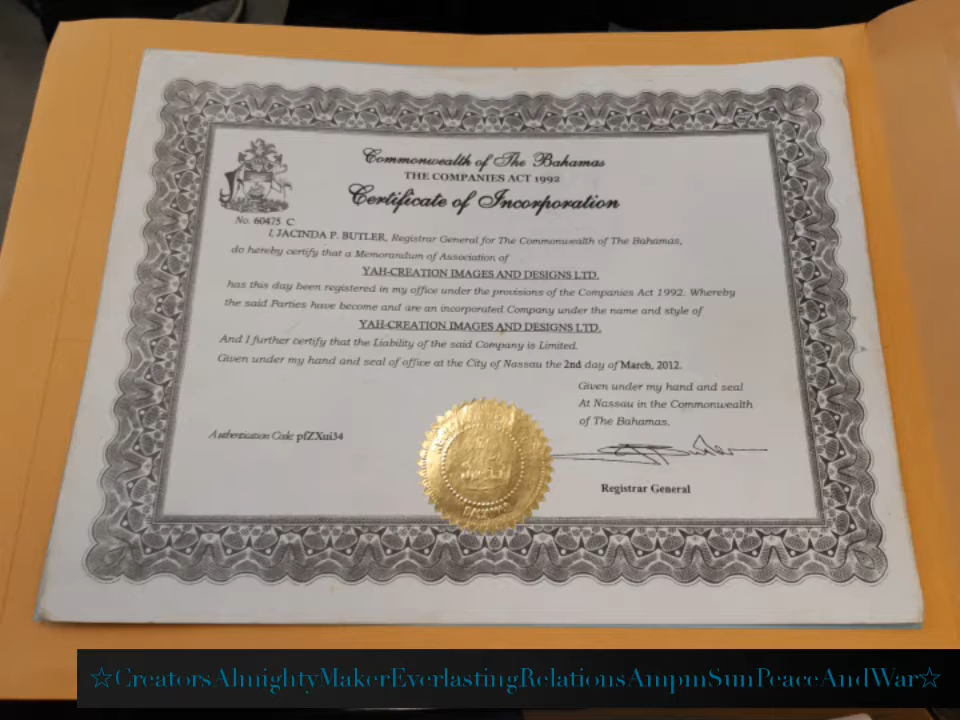 Commonwealth of The Bahamas
THE COMPANIES ACT 1992
Certificate of Incorporation
No. 60475 C
I, JACINDA P. BUTLER, Registrar General for The Commonwealth of The Bahamas,
do hereby certify that a Memorandum of Association of
YAH-CREATION IMAGES AND DESIGNS LTD.
has this day been registered in my office under the provisions of the Companies Act 1992. Whereby
the said Parties have become and are an incorporated Company under the name and style of
YAH-CREATION IMAGES AND DESIGNS LTD.
And I further certify that the Liability of the said Company is Limited.
Given under my hand and seal of office at the City of Nassau the 2nd day of March, 2012.
Given under my hand and seal
At Nassau in the Commonwealth
of The Bahamas.
Authentication Code: pfZXui34
Registrar General
☆CreatorsAlmightyMakerEverlastingRelationsAmpmSunPeaceAndWar☆